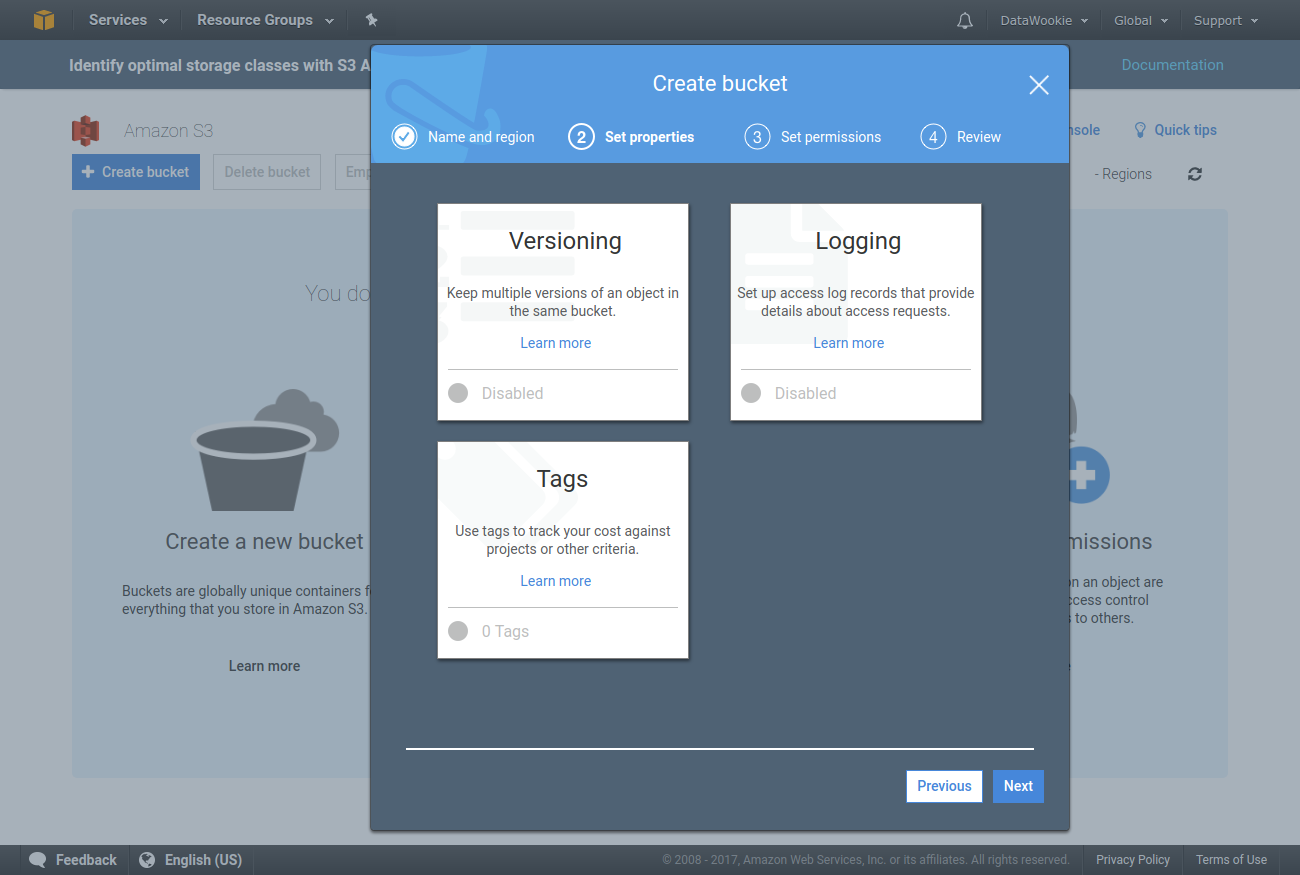 Services
Resource Groups
DataWookie
Global
Support
Identify optimal storage classes with S3 A
Documentation
Create bucket
Name and region
2 Set properties
3 Set permissions
4 Review
Amazon S3
Quick tips
Create bucket
Delete bucket
- Regions
You do
Versioning
Keep multiple versions of an object in
the same bucket.
Learn more
Disabled
Logging
Set up access log records that provide
details about access requests.
Learn more
Disabled
Tags
Use tags to track your cost against
projects or other criteria.
Learn more
0 Tags
Create a new bucket
Buckets are globally unique containers
everything that you store in Amazon S3.
Learn more
on an object are
access control
to others.
Previous
Next
Feedback
English (US)
© 2008 - 2017, Amazon Web Services, Inc. or its affiliates. All rights reserved.
Privacy Policy
Terms of Use